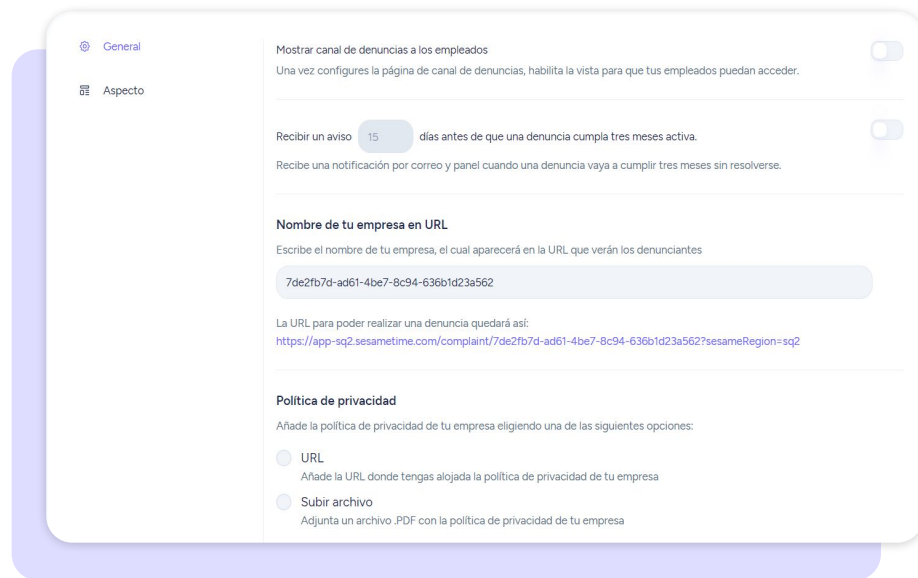 General
Aspecto
Mostrar canal de denuncias a los empleados
Una vez configures la página de canal de denuncias, habilita la vista para que tus empleados puedan acceder.
Recibir un aviso 15 días antes de que una denuncia cumpla tres meses activa.
Recibe una notificación por correo y panel cuando una denuncia vaya a cumplir tres meses sin resolverse.
Nombre de tu empresa en URL
Escribe el nombre de tu empresa, el cual aparecerá en la URL que verán los denunciantes
7de2fb7d-ad61-4be7-8c94-636b1d23a562
La URL para poder realizar una denuncia quedará así:
https://app-sq2.sesametime.com/complaint/7de2fb7d-ad61-4be7-8c94-636b1d23a562?sesameRegion=sq2
Política de privacidad
Añade la política de privacidad de tu empresa eligiendo una de las siguientes opciones:
URL
Añade la URL donde tengas alojada la política de privacidad de tu empresa
Subir archivo
Adjunta un archivo .PDF con la política de privacidad de tu empresa